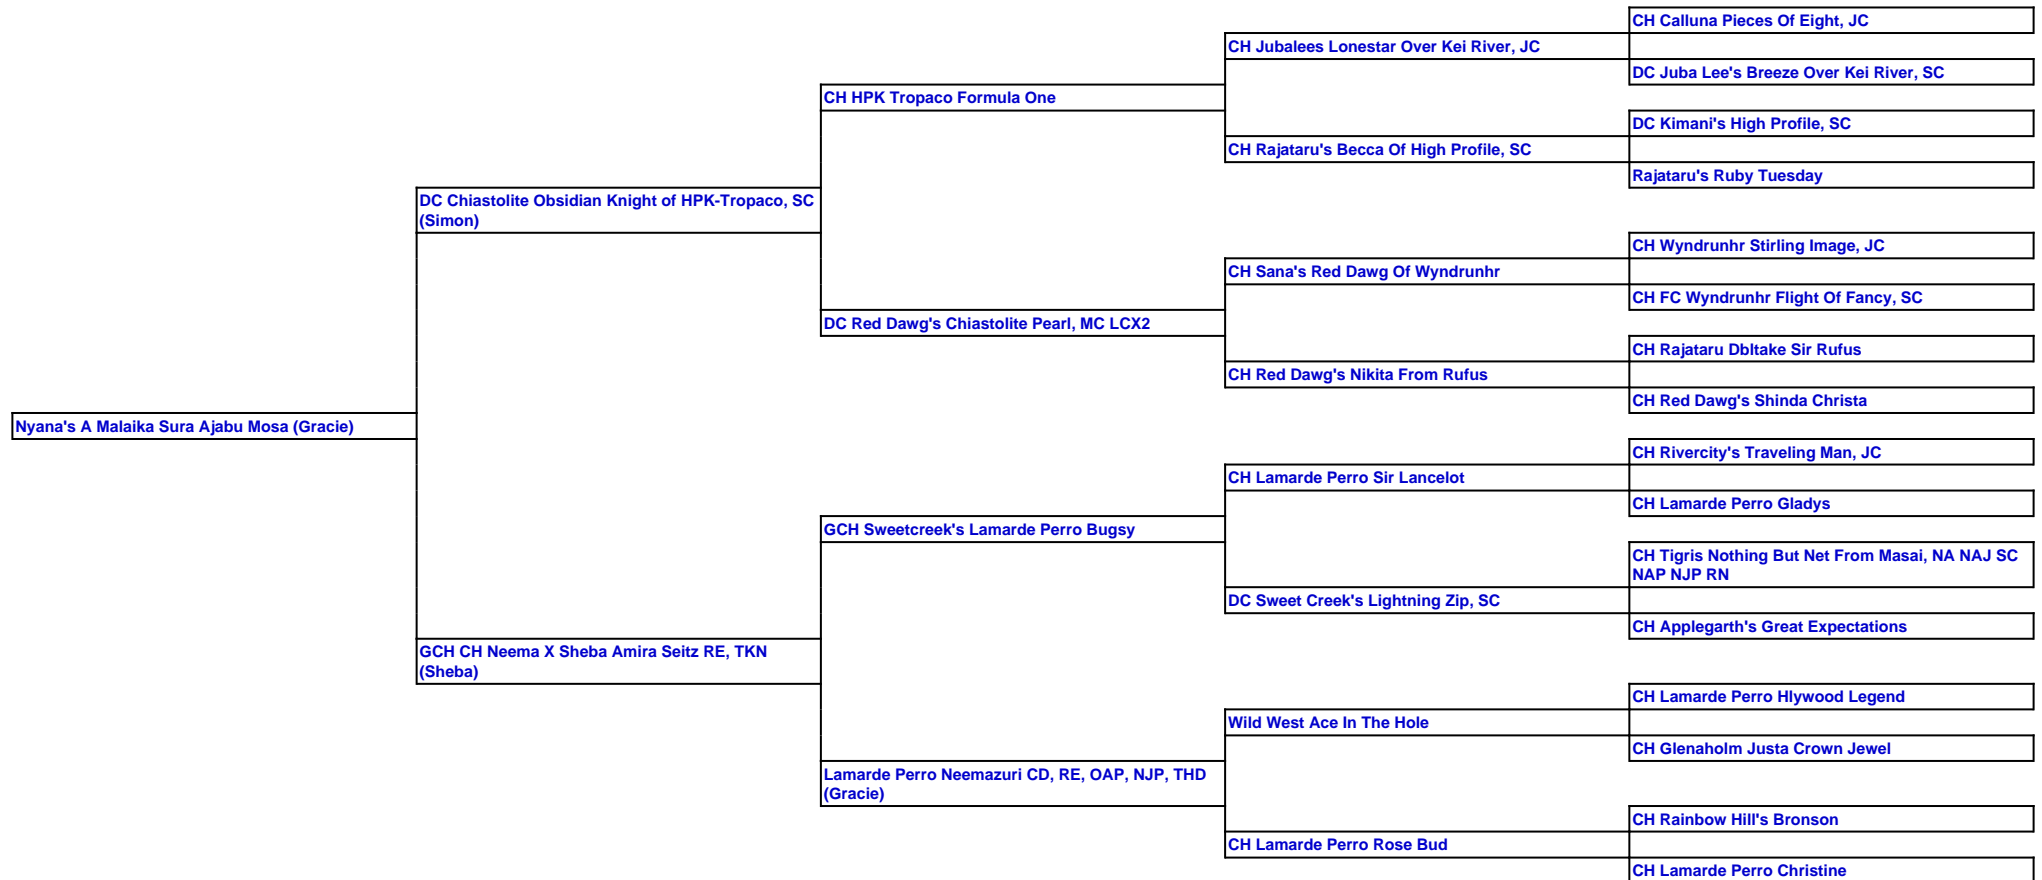 CH Calluna Pieces Of Eight, JC
CH Jubalees Lonestar Over Kei River, JC
DC Juba Lee's Breeze Over Kei River, SC
CH HPK Tropaco Formula One
DC Kimani's High Profile, SC
CH Rajataru's Becca Of High Profile, SC
Rajataru's Ruby Tuesday
DC Chiastolite Obsidian Knight of HPK-Tropaco, SC
(Simon)
CH Wyndrunhr Stirling Image, JC
CH Sana's Red Dawg Of Wyndrunhr
CH FC Wyndrunhr Flight Of Fancy, SC
DC Red Dawg's Chiastolite Pearl, MC LCX2
CH Rajataru Dbltake Sir Rufus
CH Red Dawg's Nikita From Rufus
CH Red Dawg's Shinda Christa
Nyana's A Malaika Sura Ajabu Mosa (Gracie)
CH Rivercity's Traveling Man, JC
CH Lamarde Perro Sir Lancelot
CH Lamarde Perro Gladys
GCH Sweetcreek's Lamarde Perro Bugsy
CH Tigris Nothing But Net From Masai, NA NAJ SC
NAP NJP RN
DC Sweet Creek's Lightning Zip, SC
CH Applegarth's Great Expectations
GCH CH Neema X Sheba Amira Seitz RE, TKN
(Sheba)
CH Lamarde Perro Hlywood Legend
Wild West Ace In The Hole
CH Glenaholm Justa Crown Jewel
Lamarde Perro Neemazuri CD, RE, OAP, NJP, THD
(Gracie)
CH Rainbow Hill's Bronson
CH Lamarde Perro Rose Bud
CH Lamarde Perro Christine